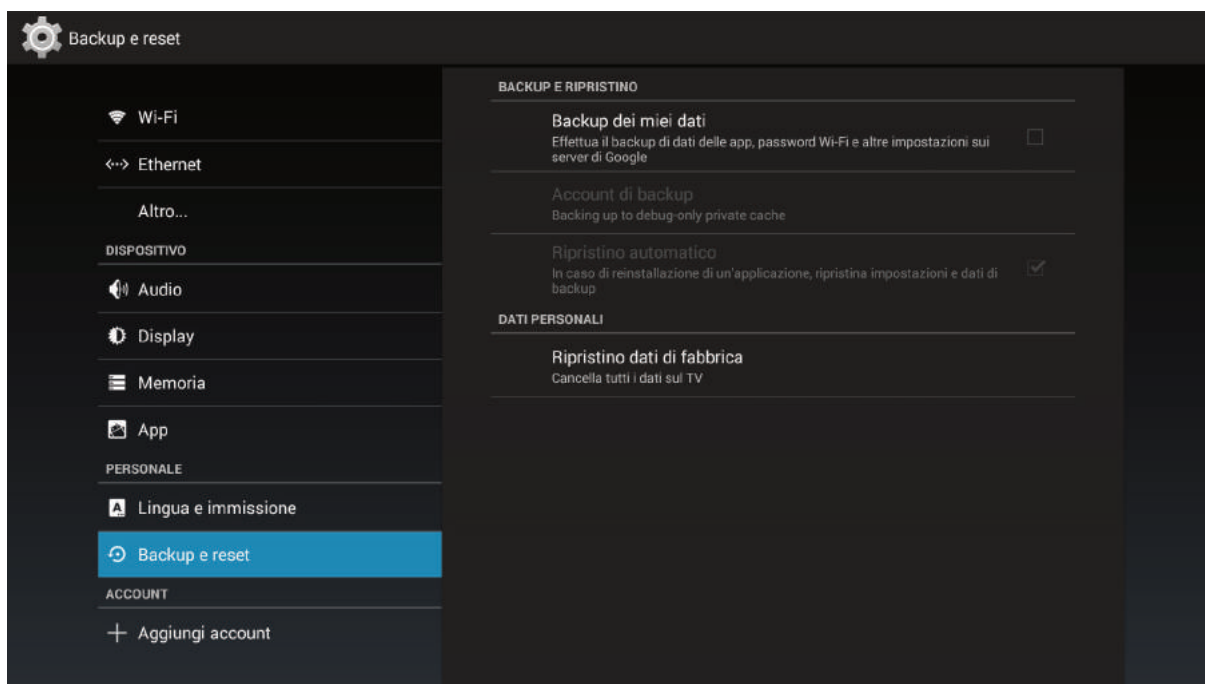 Backup e reset
Wi-Fi
Ethernet
Altro...
DISPOSITIVO
Audio
Display
Memoria
App
PERSONALE
Lingua e immissione
Backup e reset
ACCOUNT
Aggiungi account
BACKUP E RIPRISTINO
Backup dei miei dati
Effettua il backup di dati delle app, password Wi-Fi e altre impostazioni sui
server di Google
Account di backup
Backing up to debug-only private cache
Ripristino automatico
In caso di reinstallazione di un'applicazione, ripristina impostazioni e dati di
backup
DATI PERSONALI
Ripristino dati di fabbrica
Cancella tutti i dati sul TV